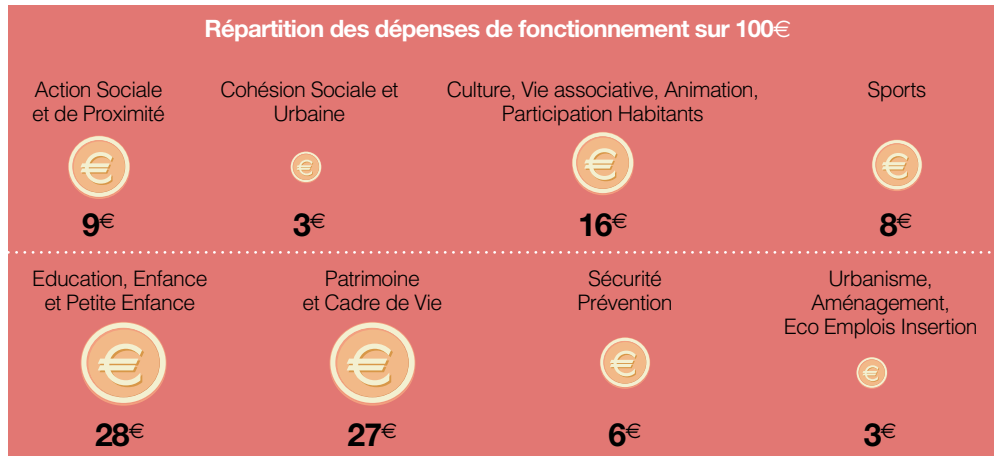 Répartition des dépenses de fonctionnement sur 100€
Action Sociale
et de Proximité
€
9€
Cohésion Sociale et
Urbaine
€
3€
Culture, Vie associative, Animation,
Participation Habitants
€
16€
Sports
€
8€
Education, Enfance
et Petite Enfance
€
28€
Patrimoine
et Cadre de Vie
€
27€
Sécurité
Prévention
€
6€
Urbanisme,
Aménagement,
Eco Emplois Insertion
€
3€